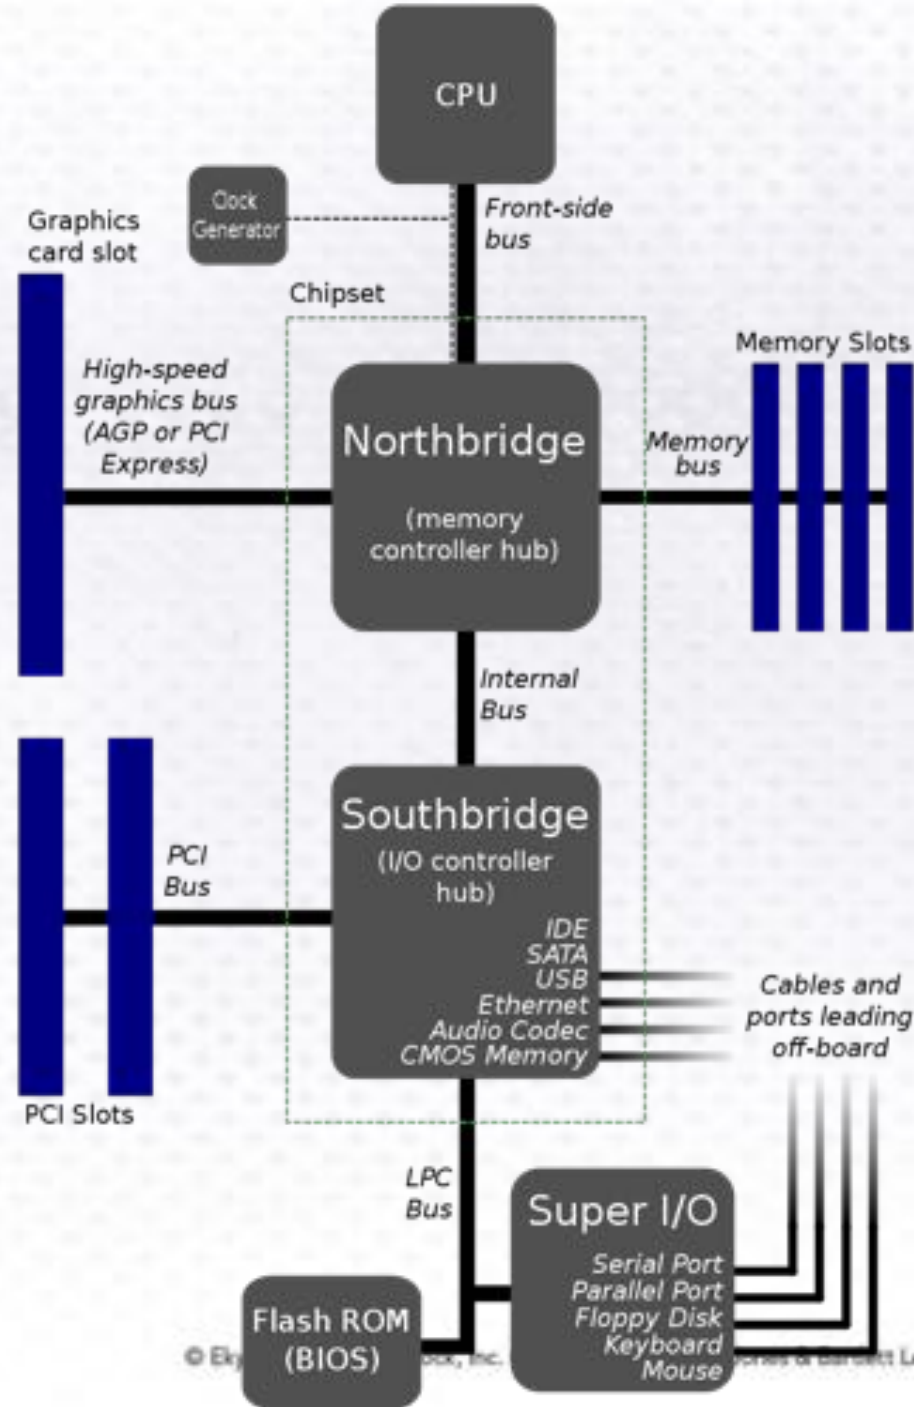 CPU
Clock
Generator
Front-side
bus
Graphics
card slot
Chipset
High-speed
graphics bus
(AGP or PCI
Express)
Memory Slots
Northbridge
(memory
controller hub)
Memory
bus
Internal
Bus
Southbridge
(I/O controller
hub)
IDE
SATA
USB
Ethernet
Audio Codec
CMOS Memory
PCI
Bus
PCI Slots
Cables and
ports leading
off-board
LPC
Bus
Super I/O
Serial Port
Parallel Port
Floppy Disk
Keyboard
Mouse
Flash ROM
(BIOS)
© Inc. & Bartlett